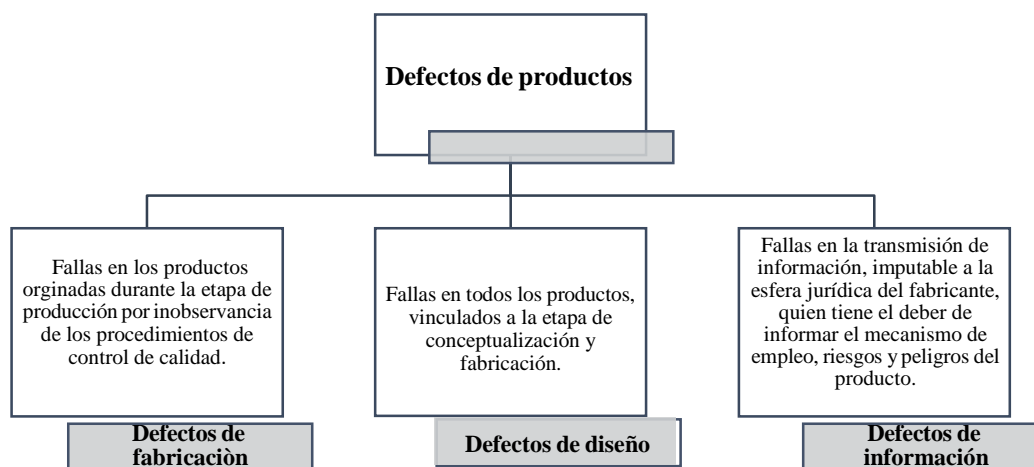 Defectos de productos
Fallas en los productos
orginadas durante la etapa de
producción por inobservancia
de los procedimientos de
control de calidad.
Defectos de
fabricaciòn
Fallas en todos los productos,
vinculados a la etapa de
conceptualización y
fabricación.
Defectos de diseño
Fallas en la transmisión de
información, imputable a la
esfera jurídica del fabricante,
quien tiene el deber de
informar el mecanismo de
empleo, riesgos y peligros del
producto.
Defectos de
información